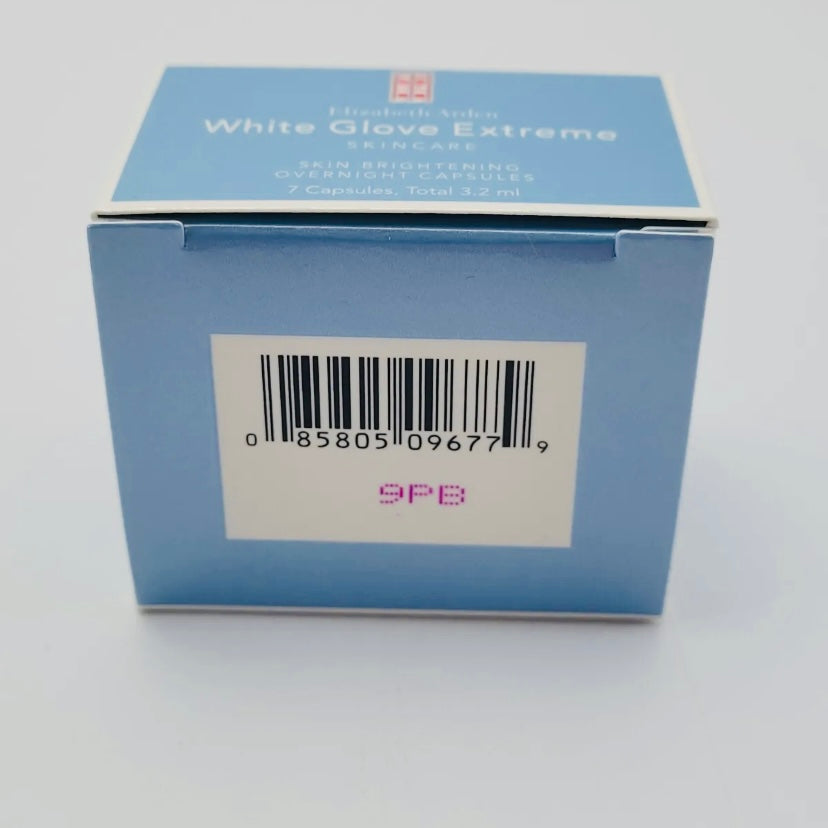 Elizabeth Arden
White Glove Extreme
SKINCARE
SKIN BRIGHTENING
OVERNIGHT CAPSULES
7 Capsules, Total 3.2 ml
0 85805 09677 9
9PB